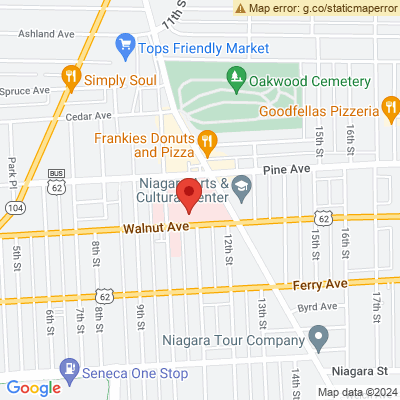 Map error: g.co/staticmaperror
71st St
Ashland Ave
Tops Friendly Market
Simply Soul
Oakwood Cemetery
Spruce Ave
Goodfellas Pizzeria
Cedar Ave
Frankies Donuts
and Pizza
15th St
16th St
Pine Ave
BUS
62
Park Pl
Niagara Arts &
Cultural Center
104
62
Walnut Ave
8th St
9th St
12th St
15th St
16th St
62
Ferry Ave
6th St
7th St
8th St
9th St
13th St
17th St
Byrd Ave
Niagara Tour Company
Seneca One Stop
Niagara St
14th St
Google
Map data ©2024